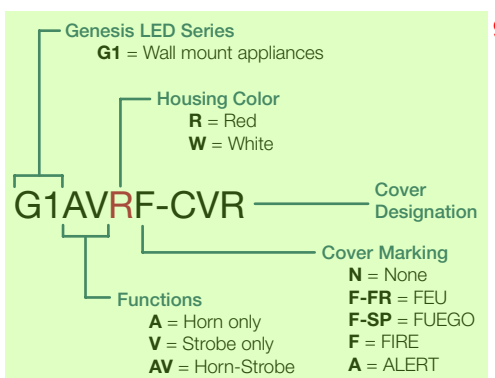 Genesis LED Series
G1 = Wall mount appliances
Housing Color
R = Red
W = White
G1AVRF-CVR
Cover
Designation
Cover Marking
N = None
F-FR = FEU
F-SP = FUEGO
F = FIRE
A = ALERT
Functions
A = Horn only
V = Strobe only
AV = Horn-Strobe